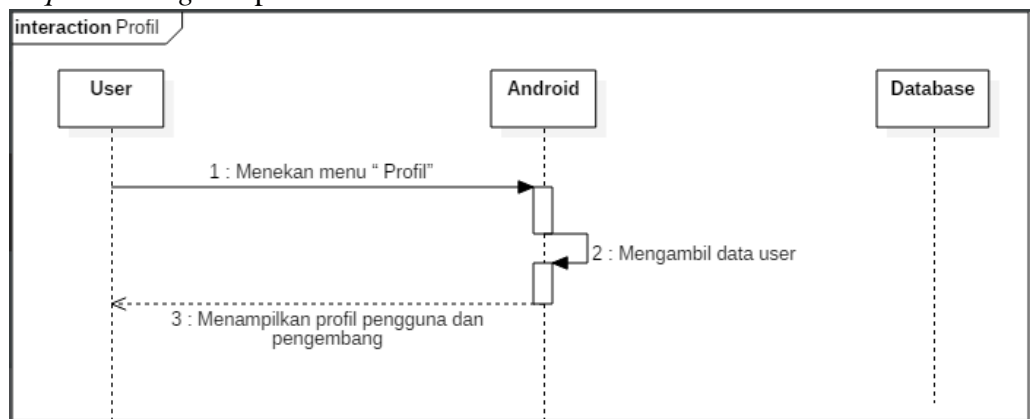 interaction Profil
User
Android
Database
1 : Menekan menu “ Profil”
2 : Mengambil data user
3 : Menampilkan profil pengguna dan
pengembang